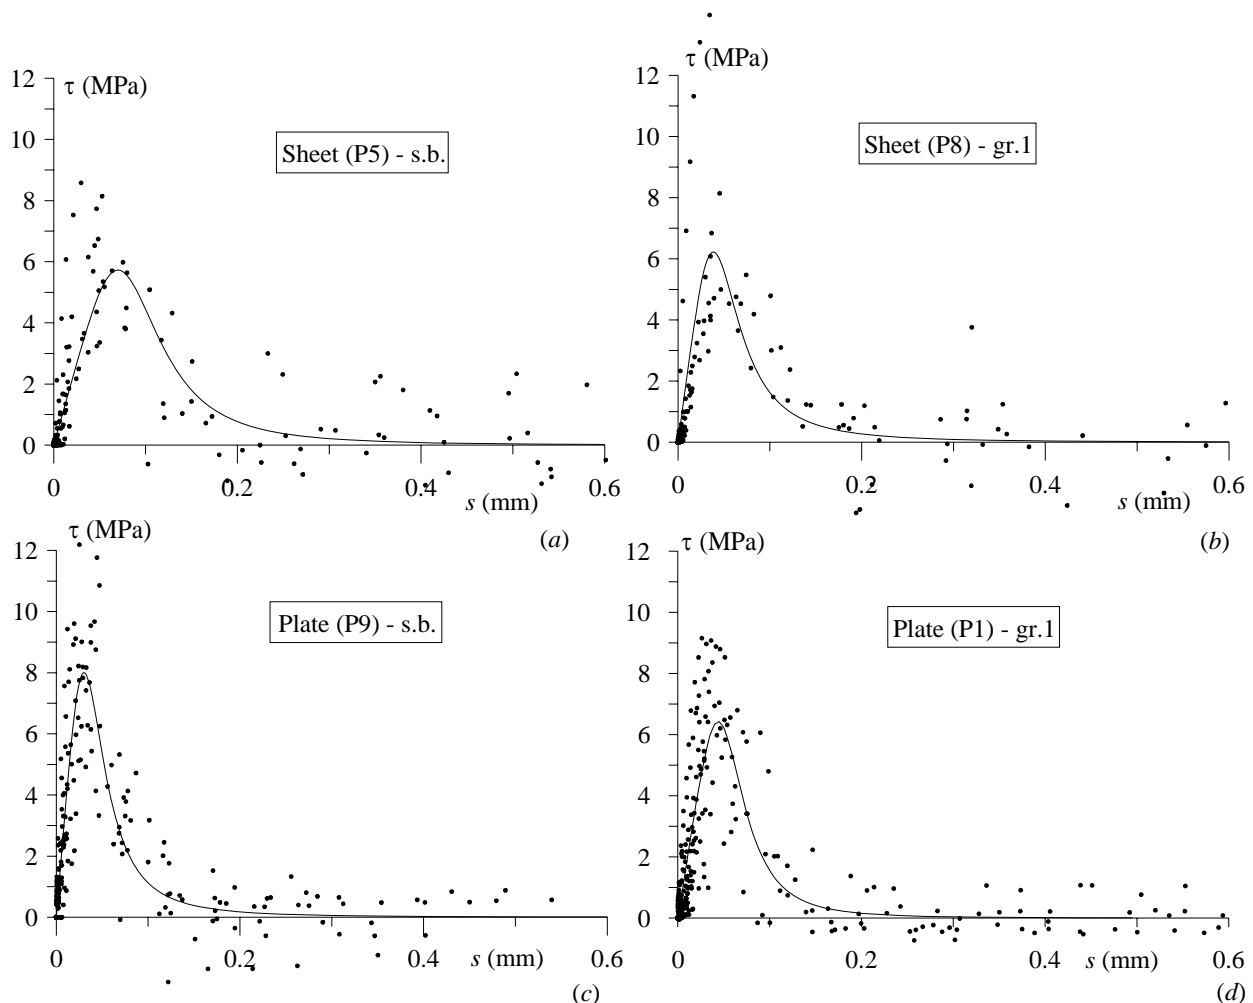 τ (MPa)
12
10
8
6
4
2
0
Sheet (P5) - s.b.
0
0.2
0.4
0.6
s (mm)
(a)
τ (MPa)
12
10
8
6
4
2
0
Sheet (P8) - gr.1
0
0.2
0.4
0.6
s (mm)
(b)
τ (MPa)
12
10
8
6
4
2
0
Plate (P9) - s.b.
0
0.2
0.4
0.6
s (mm)
(c)
τ (MPa)
12
10
8
6
4
2
0
Plate (P1) - gr.1
0
0.2
0.4
0.6
s (mm)
(d)